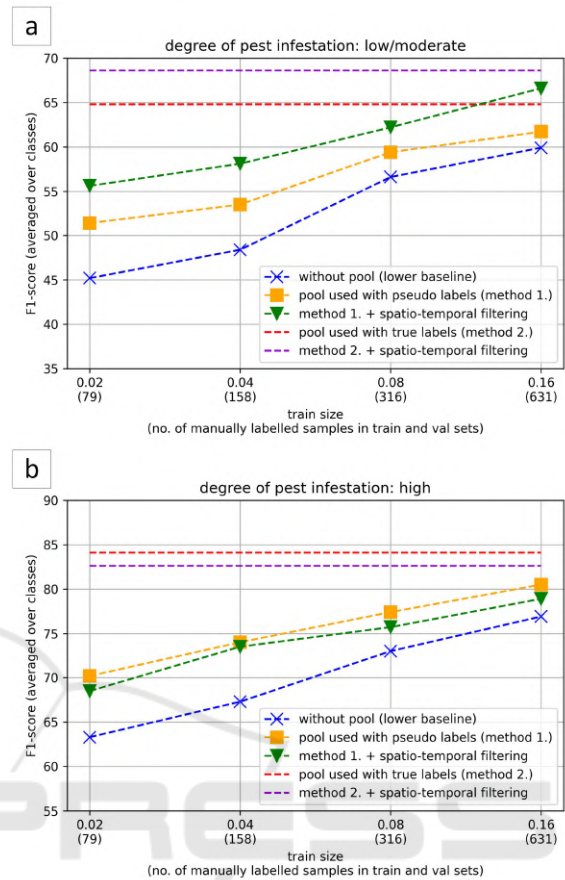 a
degree of pest infestation: low/moderate
70
65
60
55
50
45
40
35
F1-score (averaged over classes)
without pool (lower baseline)
pool used with pseudo labels (method 1.)
method 1. + spatio-temporal filtering
pool used with true labels (method 2.)
method 2. + spatio-temporal filtering
0.02 0.04 0.08 0.16
(79) (158) (316) (631)
train size
(no. of manually labelled samples in train and val sets)
b
degree of pest infestation: high
90
85
80
75
70
65
60
55
F1-score (averaged over classes)
without pool (lower baseline)
pool used with pseudo labels (method 1.)
method 1. + spatio-temporal filtering
pool used with true labels (method 2.)
method 2. + spatio-temporal filtering
0.02 0.04 0.08 0.16
(79) (158) (316) (631)
train size
(no. of manually labelled samples in train and val sets)